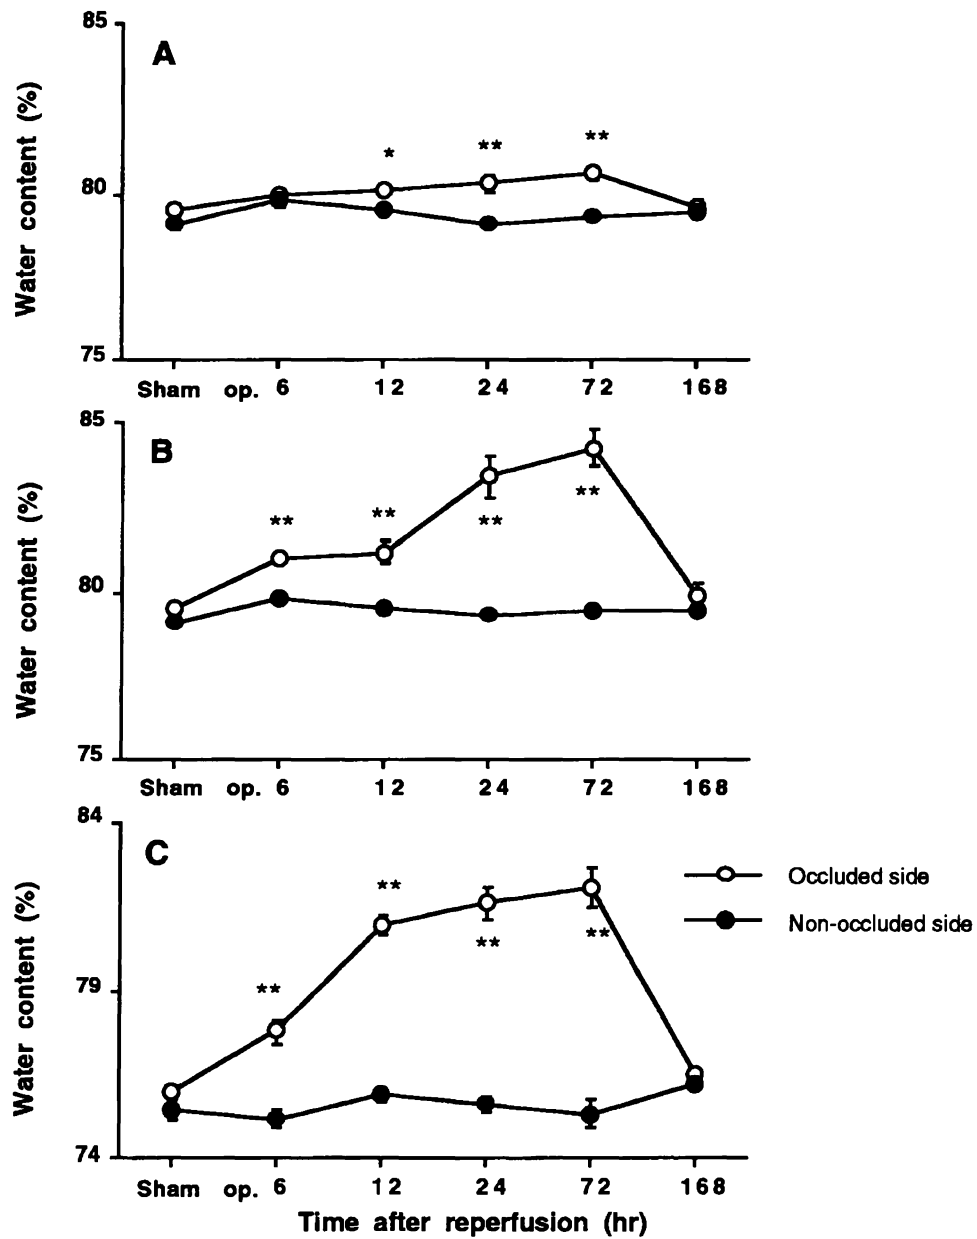 85
A
*
**
**
80
75
Water content (%)
Sham op. 6 12 24 72 168
85
B
**
**
**
**
80
75
Water content (%)
Sham op. 6 12 24 72 168
84
C
**
**
**
**
79
74
Water content (%)
Occluded side
Non-occluded side
Sham op. 6 12 24 72 168
Time after reperfusion (hr)